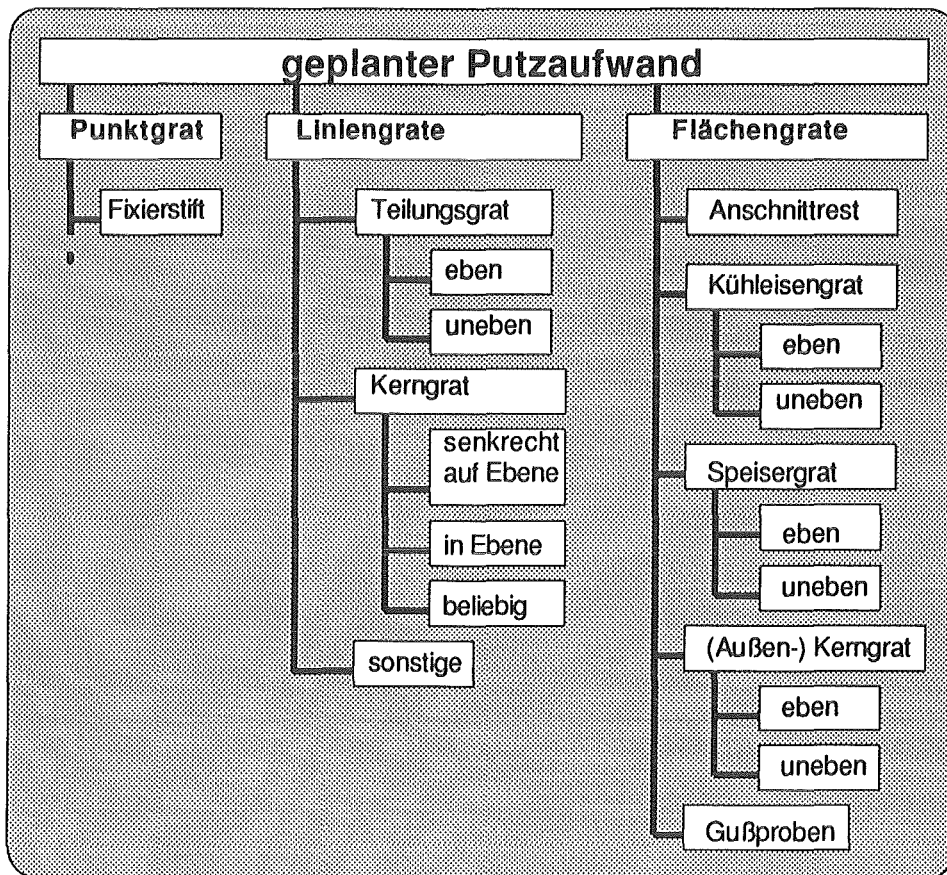 geplanter Putzaufwand
Punktgrat
Fixierstift
Liniengrate
Teilungsgrat
eben
uneben
Kerngrat
senkrecht
auf Ebene
in Ebene
beliebig
sonstige
Flächengrate
Anschnittrest
Kühleisengrat
eben
uneben
Speisergrat
eben
uneben
(Außen-) Kerngrat
eben
uneben
Gußproben